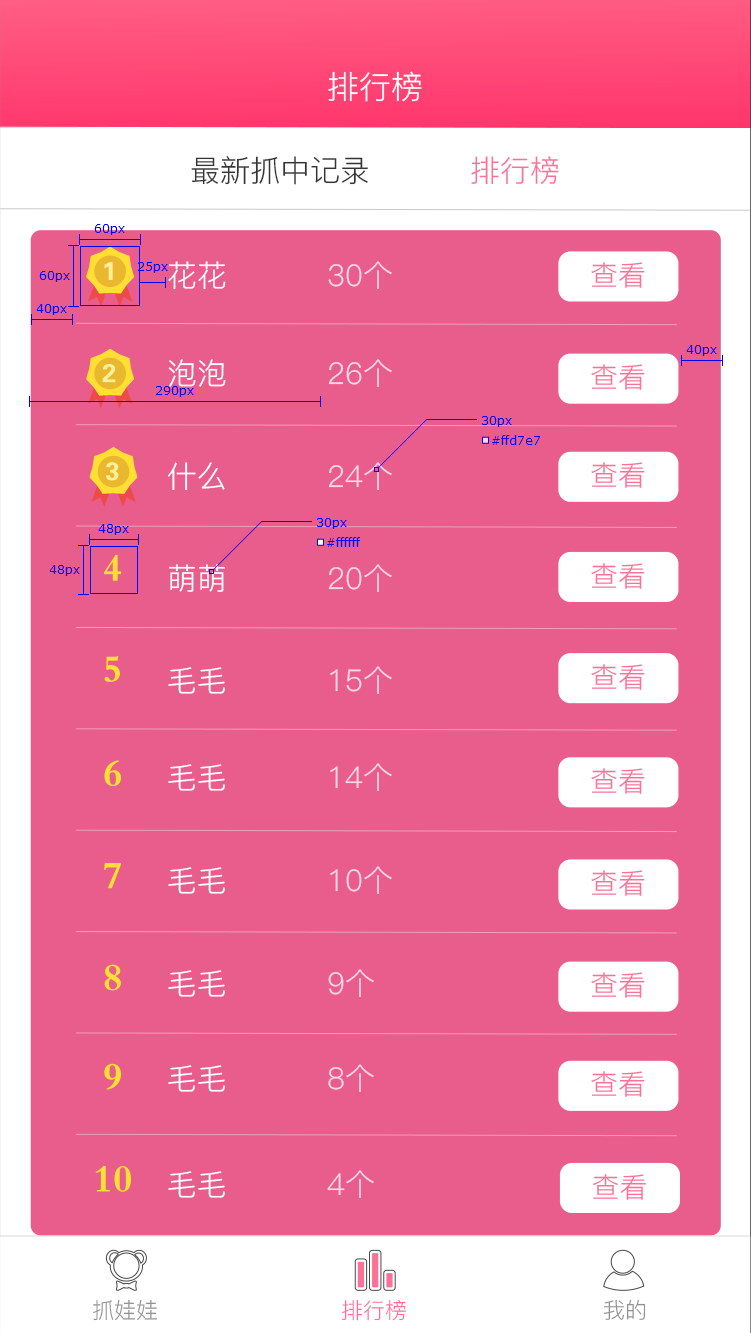 排行榜
最新抓中记录 排行榜
60px
1 花花 30个 查看
60px 25px
40px
2 泡泡 26个 查看
40px
290px
30px
#ffd7e7
3 什么 24个 查看
48px 30px
#ffffff
48px
4 萌萌 20个 查看
5 毛毛 15个 查看
6 毛毛 14个 查看
7 毛毛 10个 查看
8 毛毛 9个 查看
9 毛毛 8个 查看
10 毛毛 4个 查看
抓娃娃 排行榜 我的